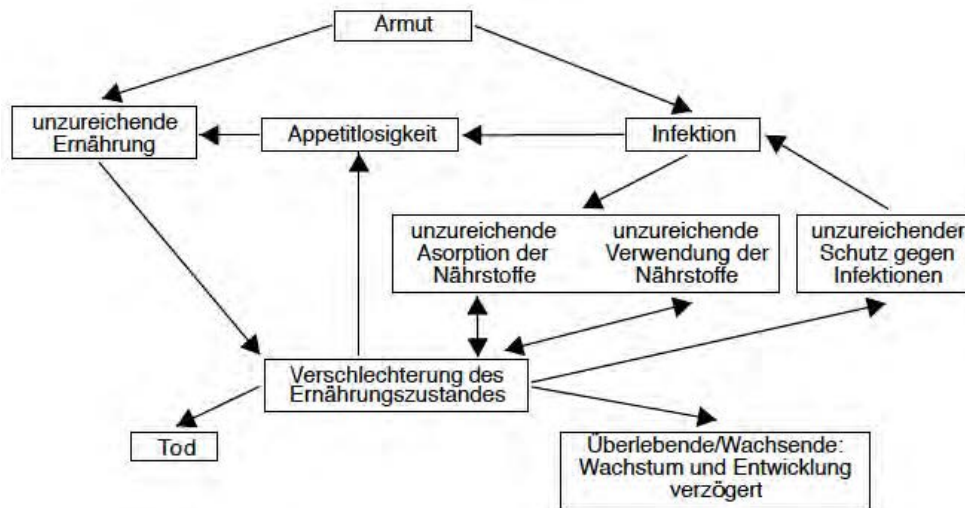 Armut
unzureichende
Ernährung
Appetitlosigkeit
Infektion
unzureichende
Asorption der
Nährstoffe
unzureichende
Verwendung der
Nährstoffe
unzureichender
Schutz gegen
Infektionen
Verschlechterung des
Ernährungszustandes
Tod
Überlebende/Wachsende:
Wachstum und Entwicklung
verzögert